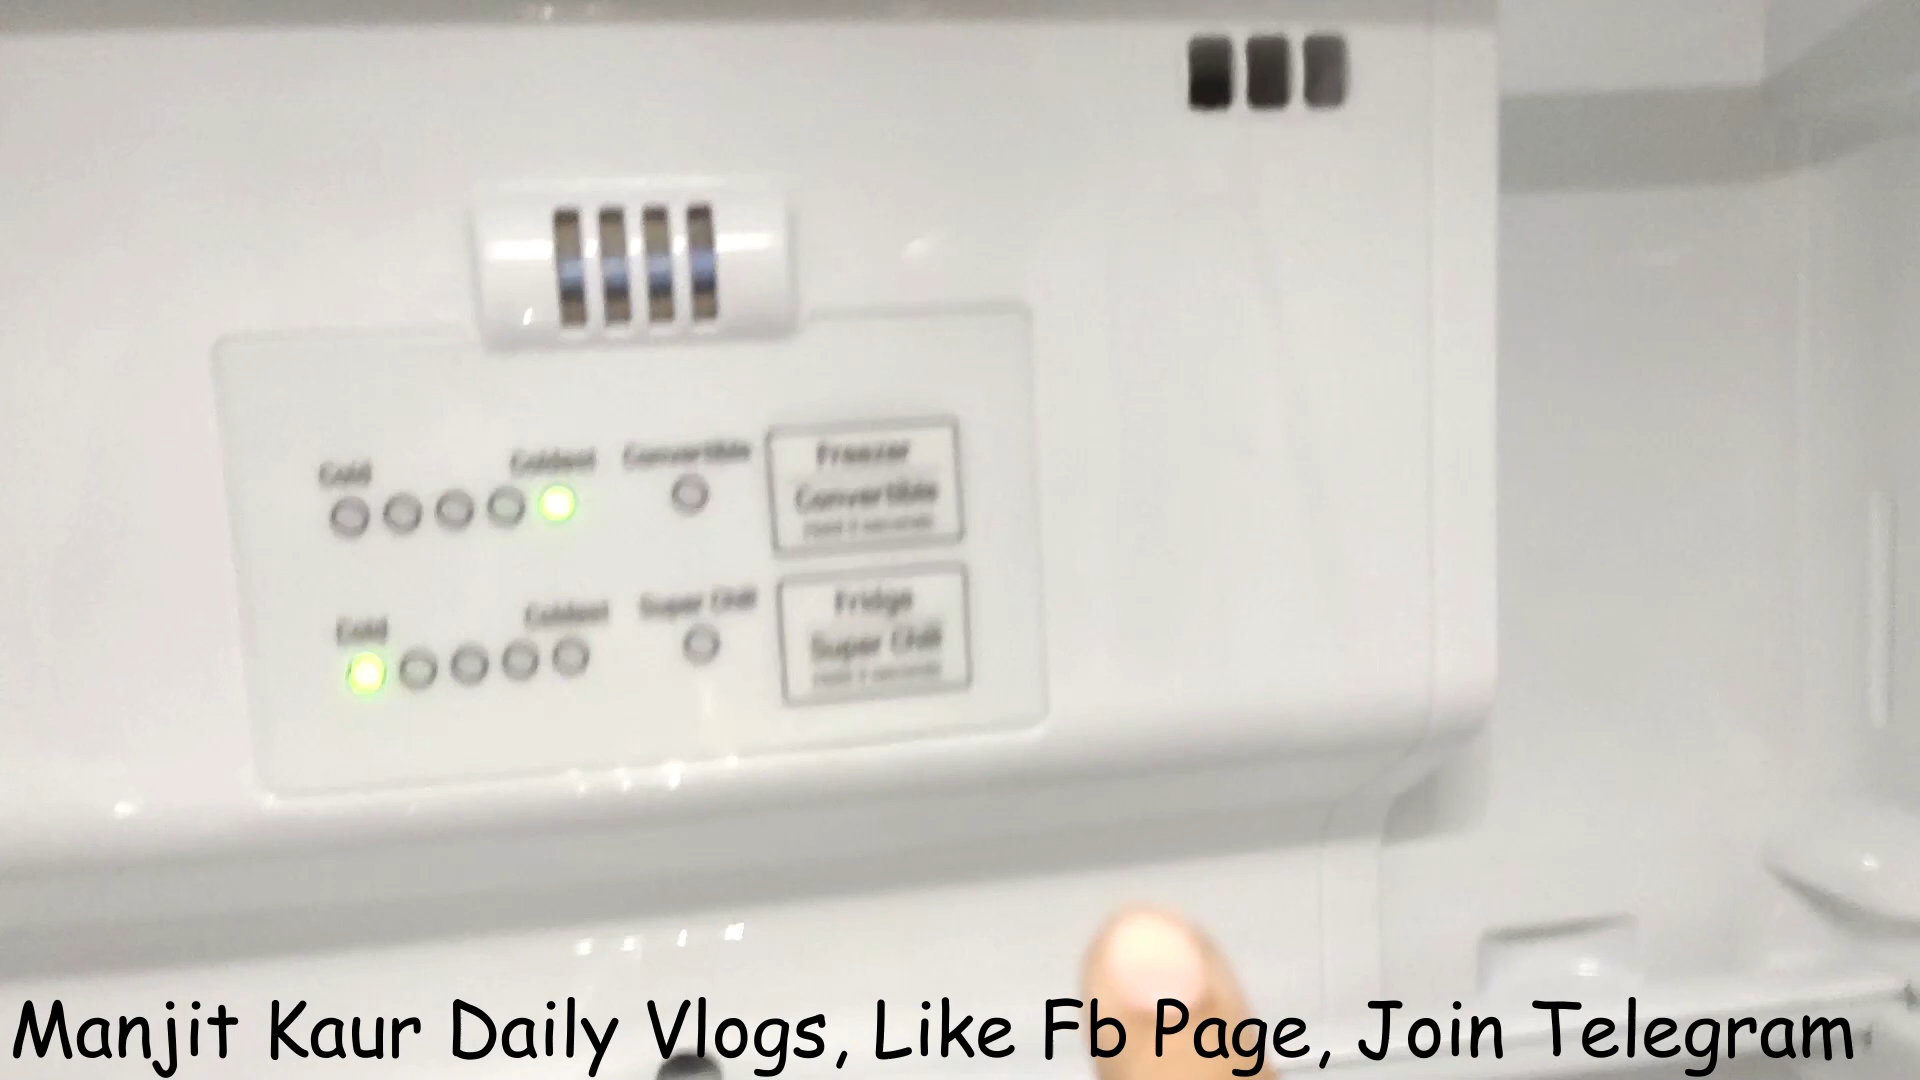 Cold Coldest Convertible
Freezer
Convertible
Cold Coldest Super Chill
Fridge
Super Chill
Manjit Kaur Daily Vlogs, Like Fb Page, Join Telegram